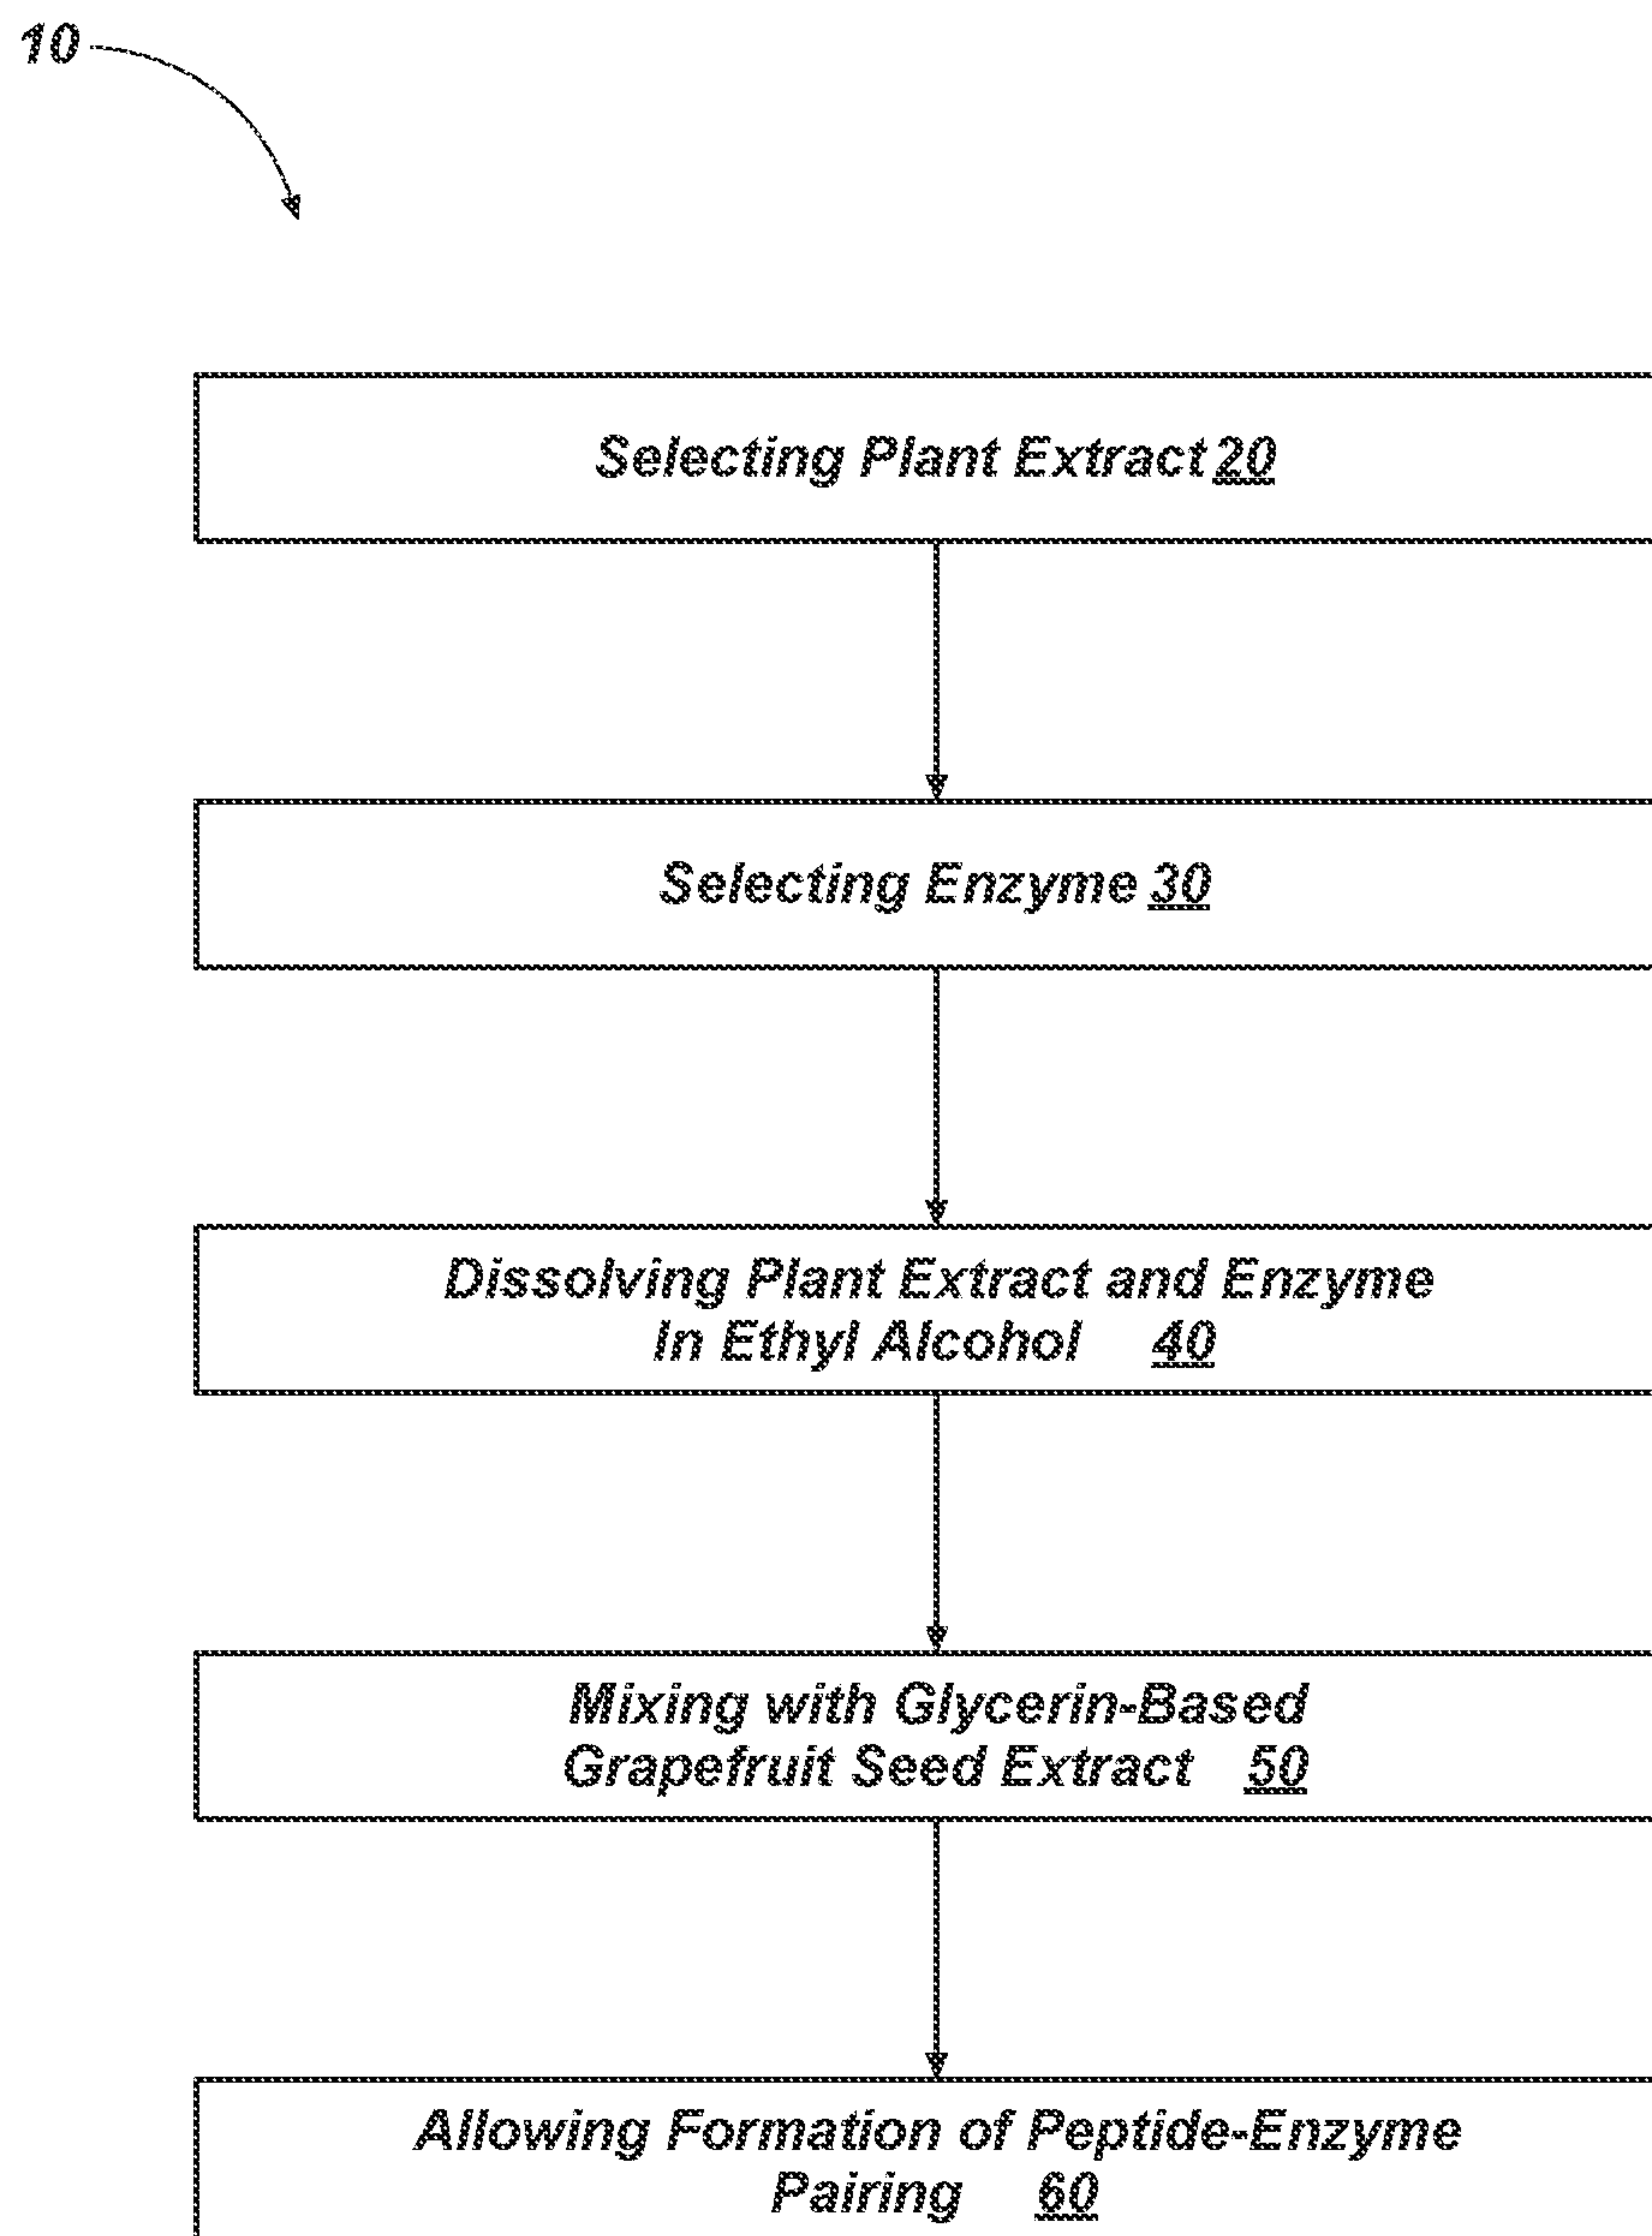 10
Selecting Plant Extract 20
Selecting Enzyme 30
Dissolving Plant Extract and Enzyme
In Ethyl Alcohol 40
Mixing with Glycerin-Based
Grapefruit Seed Extract 50
Allowing Formation of Peptide-Enzyme
Pairing 60